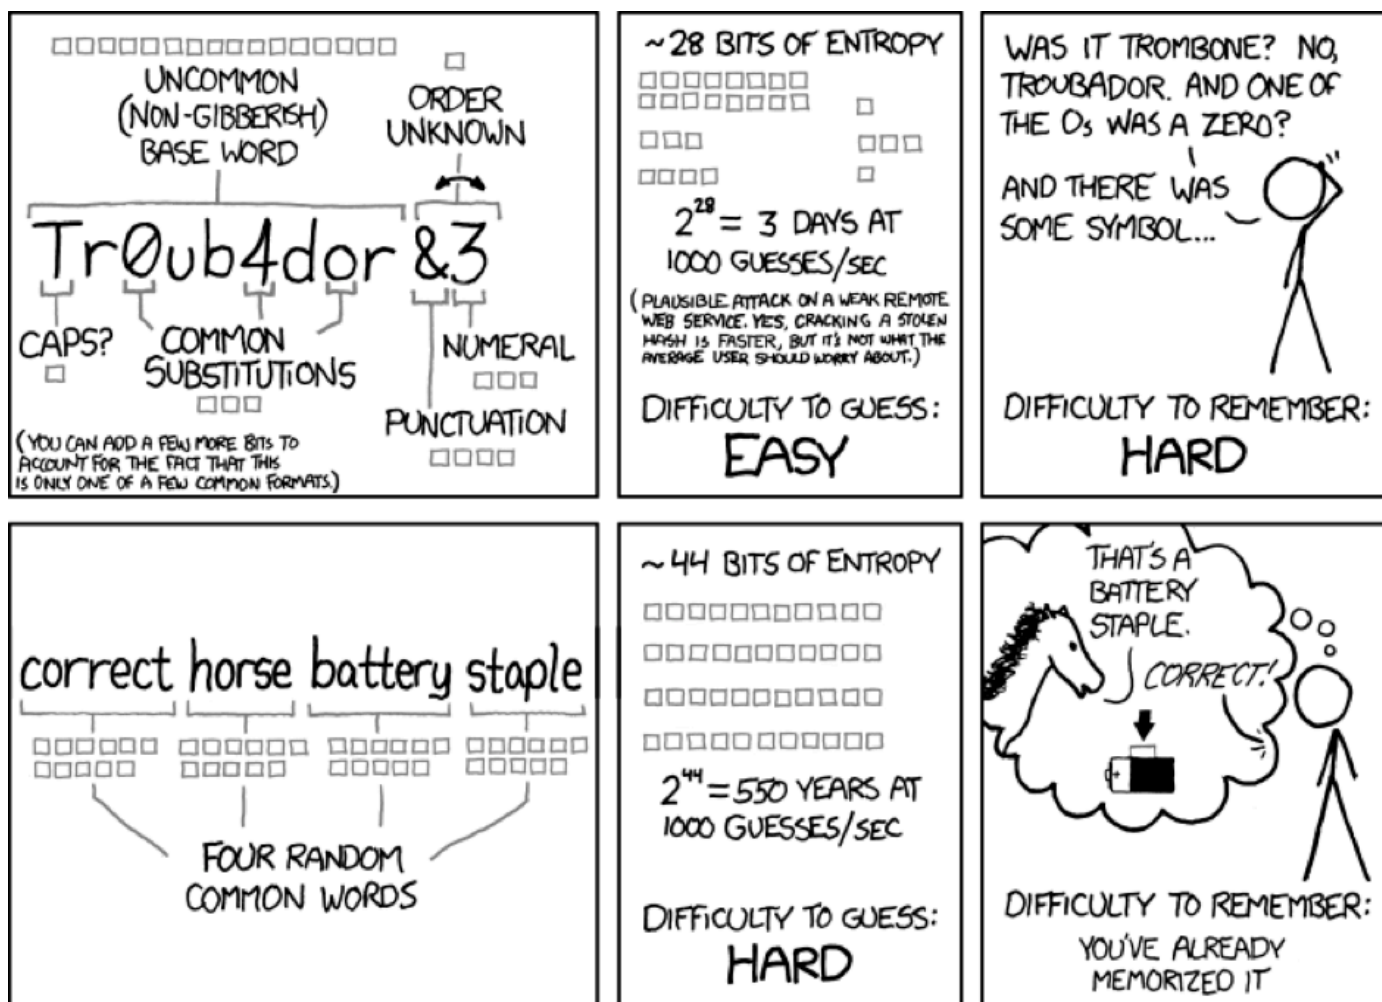 UNCOMMON
(NON-GIBBERISH)
BASE WORD
ORDER
UNKNOWN
Tr0ub4dor &3
CAPS?
COMMON
SUBSTITUTIONS
NUMERAL
PUNCTUATION
(YOU CAN ADD A FEW MORE BITS TO
ACCOUNT FOR THE FACT THAT THIS
IS ONLY ONE OF A FEW COMMON FORMATS.)
~28 BITS OF ENTROPY
2^28 = 3 DAYS AT
1000 GUESSES/SEC
(PLAUSIBLE ATTACK ON A WEAK REMOTE
WEB SERVICE. YES, CRACKING A STOLEN
HASH IS FASTER, BUT IT'S NOT WHAT THE
AVERAGE USER SHOULD WORRY ABOUT.)
DIFFICULTY TO GUESS:
EASY
WAS IT TROMBONE? NO,
TROUBADOR. AND ONE OF
THE Os WAS A ZERO?
AND THERE WAS
SOME SYMBOL...
DIFFICULTY TO REMEMBER:
HARD
correct horse battery staple
FOUR RANDOM
COMMON WORDS
~44 BITS OF ENTROPY
2^44 = 550 YEARS AT
1000 GUESSES/SEC
DIFFICULTY TO GUESS:
HARD
THAT'S A
BATTERY
STAPLE.
CORRECT!
+
DIFFICULTY TO REMEMBER:
YOU'VE ALREADY
MEMORIZED IT